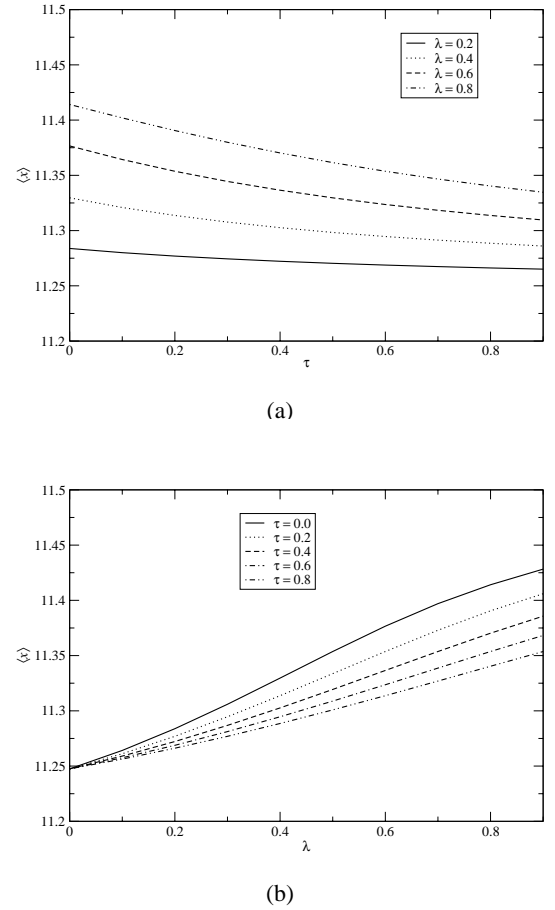 11.5
λ = 0.2
λ = 0.4
11.45
λ = 0.6
λ = 0.8
11.4
⟨x⟩
11.35
11.3
11.25
11.2
0 0.2 0.4 0.6 0.8
τ
(a)
11.5
τ = 0.0
τ = 0.2
11.45
τ = 0.4
τ = 0.6
τ = 0.8
11.4
⟨x⟩
11.35
11.3
11.25
11.2
0 0.2 0.4 0.6 0.8
λ
(b)